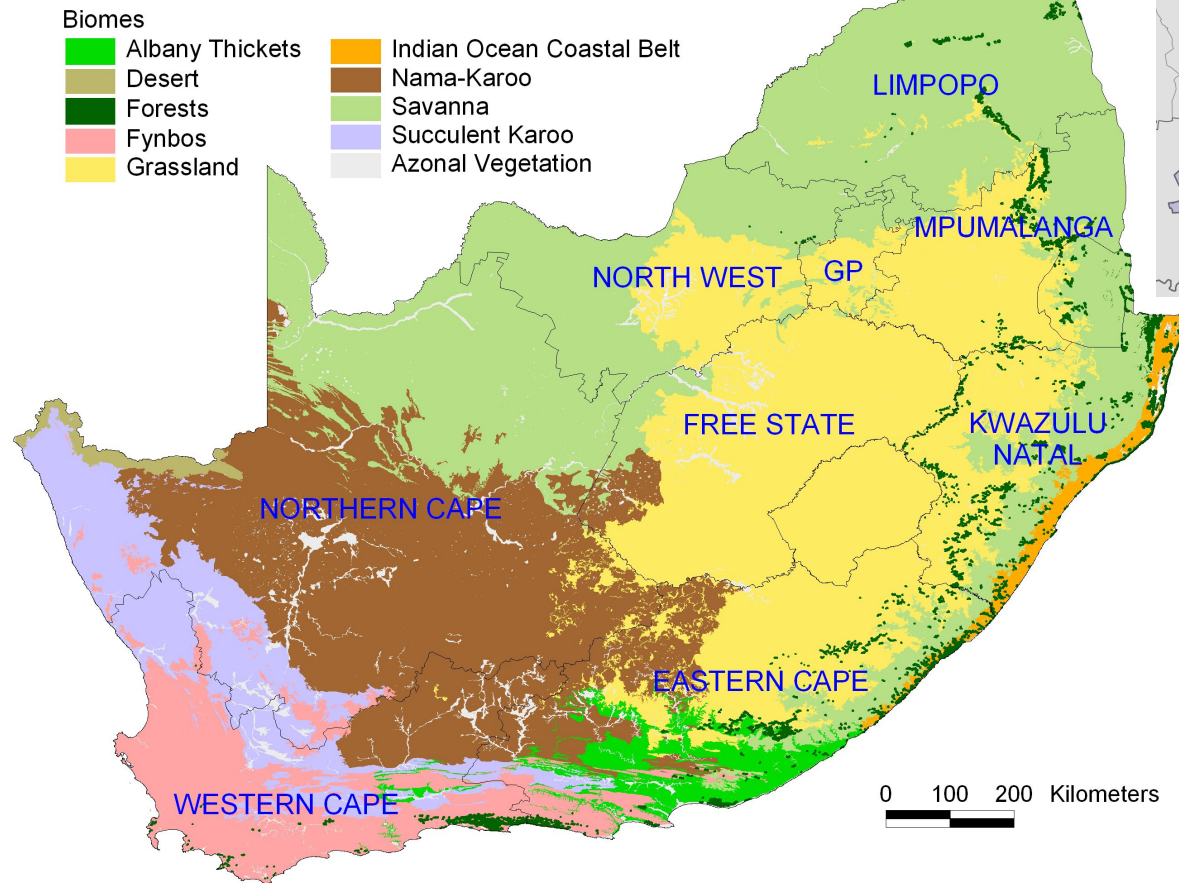 Biomes
Albany Thickets
Desert
Forests
Fynbos
Grassland
Indian Ocean Coastal Belt
Nama-Karoo
Savanna
Succulent Karoo
Azonal Vegetation
LIMPOPO
MPUMALANGA
NORTH WEST
GP
FREE STATE
KWAZULU
NATAL
NORTHERN CAPE
EASTERN CAPE
WESTERN CAPE
0 100 200 Kilometers